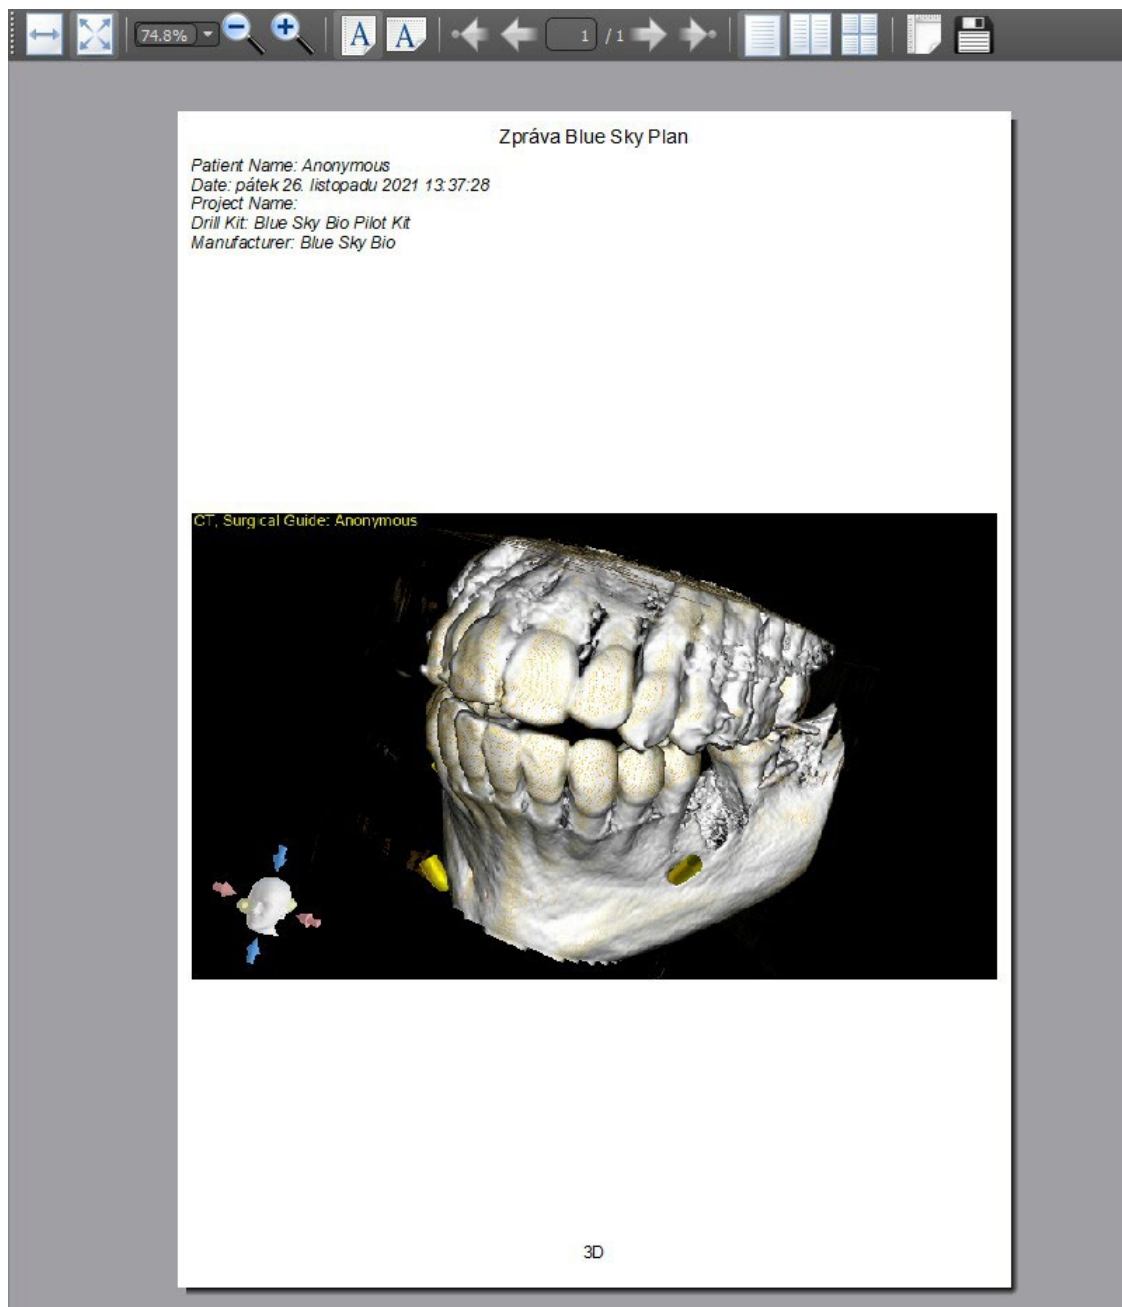 74.8%
A A
1 / 1
Zpráva Blue Sky Plan
Patient Name: Anonymous
Date: pátek 26. listopadu 2021 13:37:28
Project Name:
Drill Kit: Blue Sky Bio Pilot Kit
Manufacturer: Blue Sky Bio
CT, Surgical Guide: Anonymous
3D